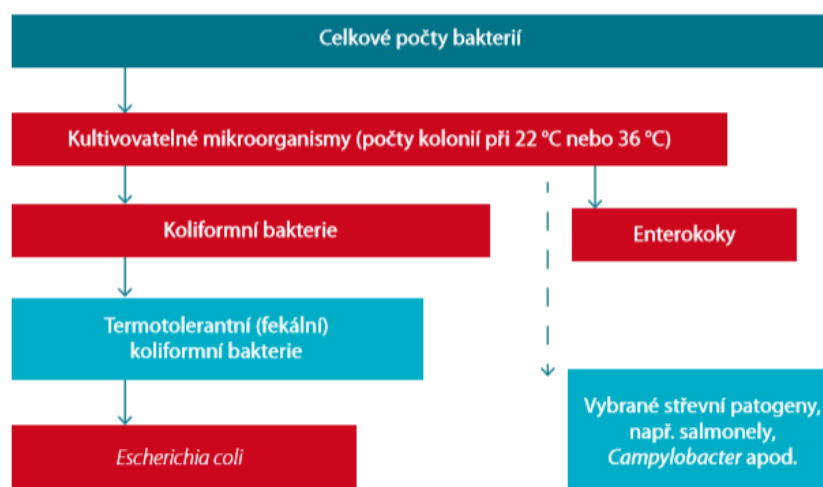 Celkové počty bakterií
Kultivovatelné mikroorganismy (počty kolonií při 22 °C nebo 36 °C)
Koliformní bakterie
Enterokoky
Termotolerantní (fekální)
koliformní bakterie
Vybrané střevní patogeny,
např. salmonely,
Campylobacter apod.
Escherichia coli